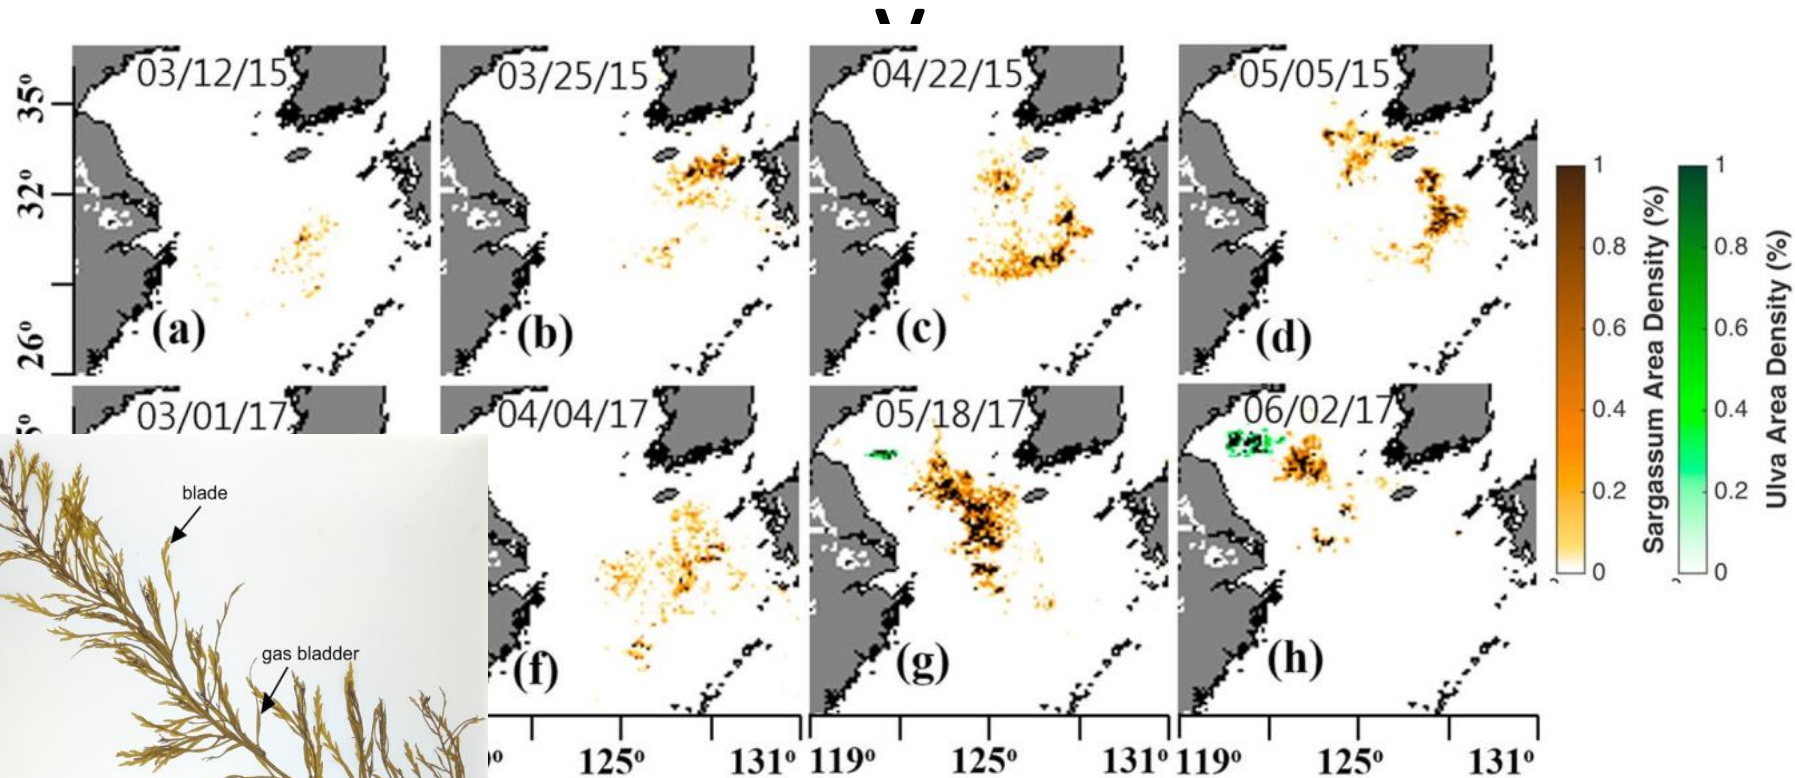 03/12/15
03/25/15
04/22/15
05/05/15
35°
32°
26°
(a)
(b)
(c)
(d)
03/01/17
04/04/17
05/18/17
06/02/17
(f)
(g)
(h)
blade
gas bladder
125° 131° 119° 125° 131° 119° 125° 131°
1
0.8
0.6
0.4
0.2
0
Sargassum Area Density (%)
1
0.8
0.6
0.4
0.2
0
Ulva Area Density (%)